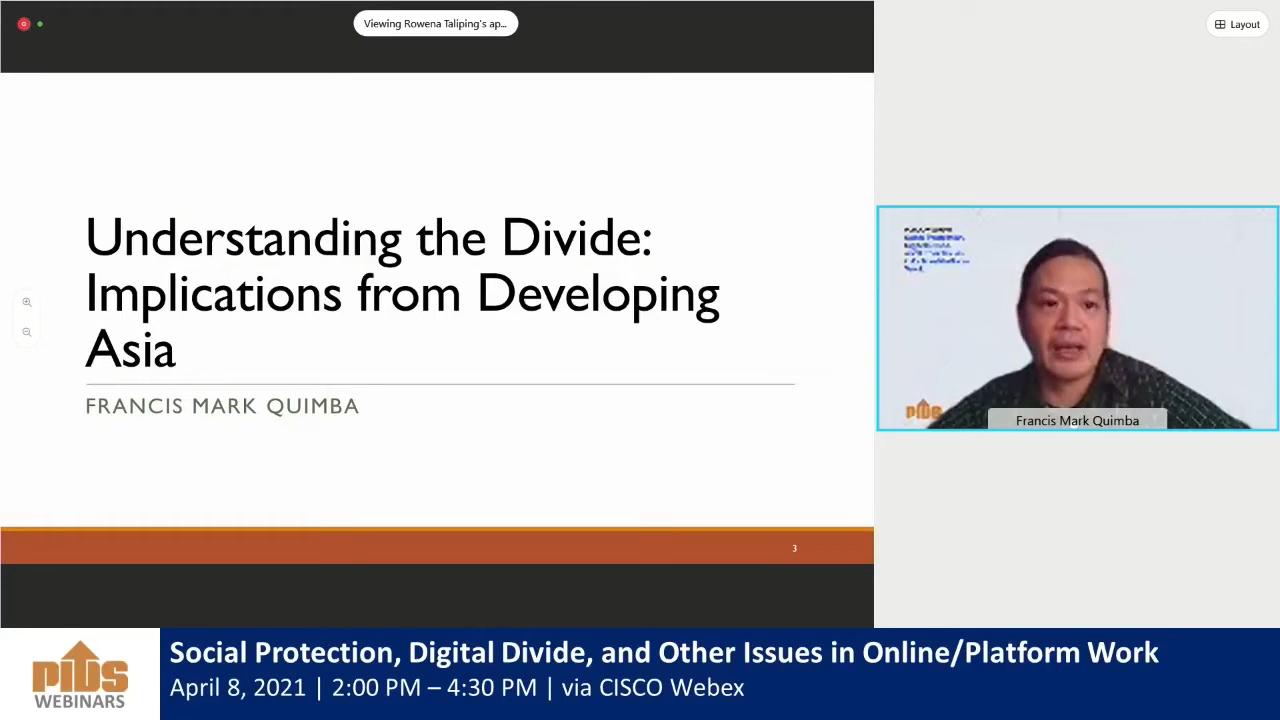 Viewing Rowena Taliping's ap...
Layout
Understanding the Divide:
Implications from Developing
Asia
FRANCIS MARK QUIMBA
3
PIDS
Francis Mark Quimba
PIDS
WEBINARS
Social Protection, Digital Divide, and Other Issues in Online/Platform Work
April 8, 2021 | 2:00 PM – 4:30 PM | via CISCO Webex